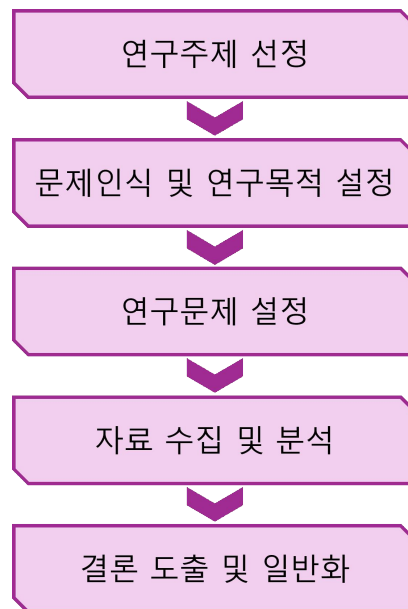 연구주제 선정
문제인식 및 연구목적 설정
연구문제 설정
자료 수집 및 분석
결론 도출 및 일반화